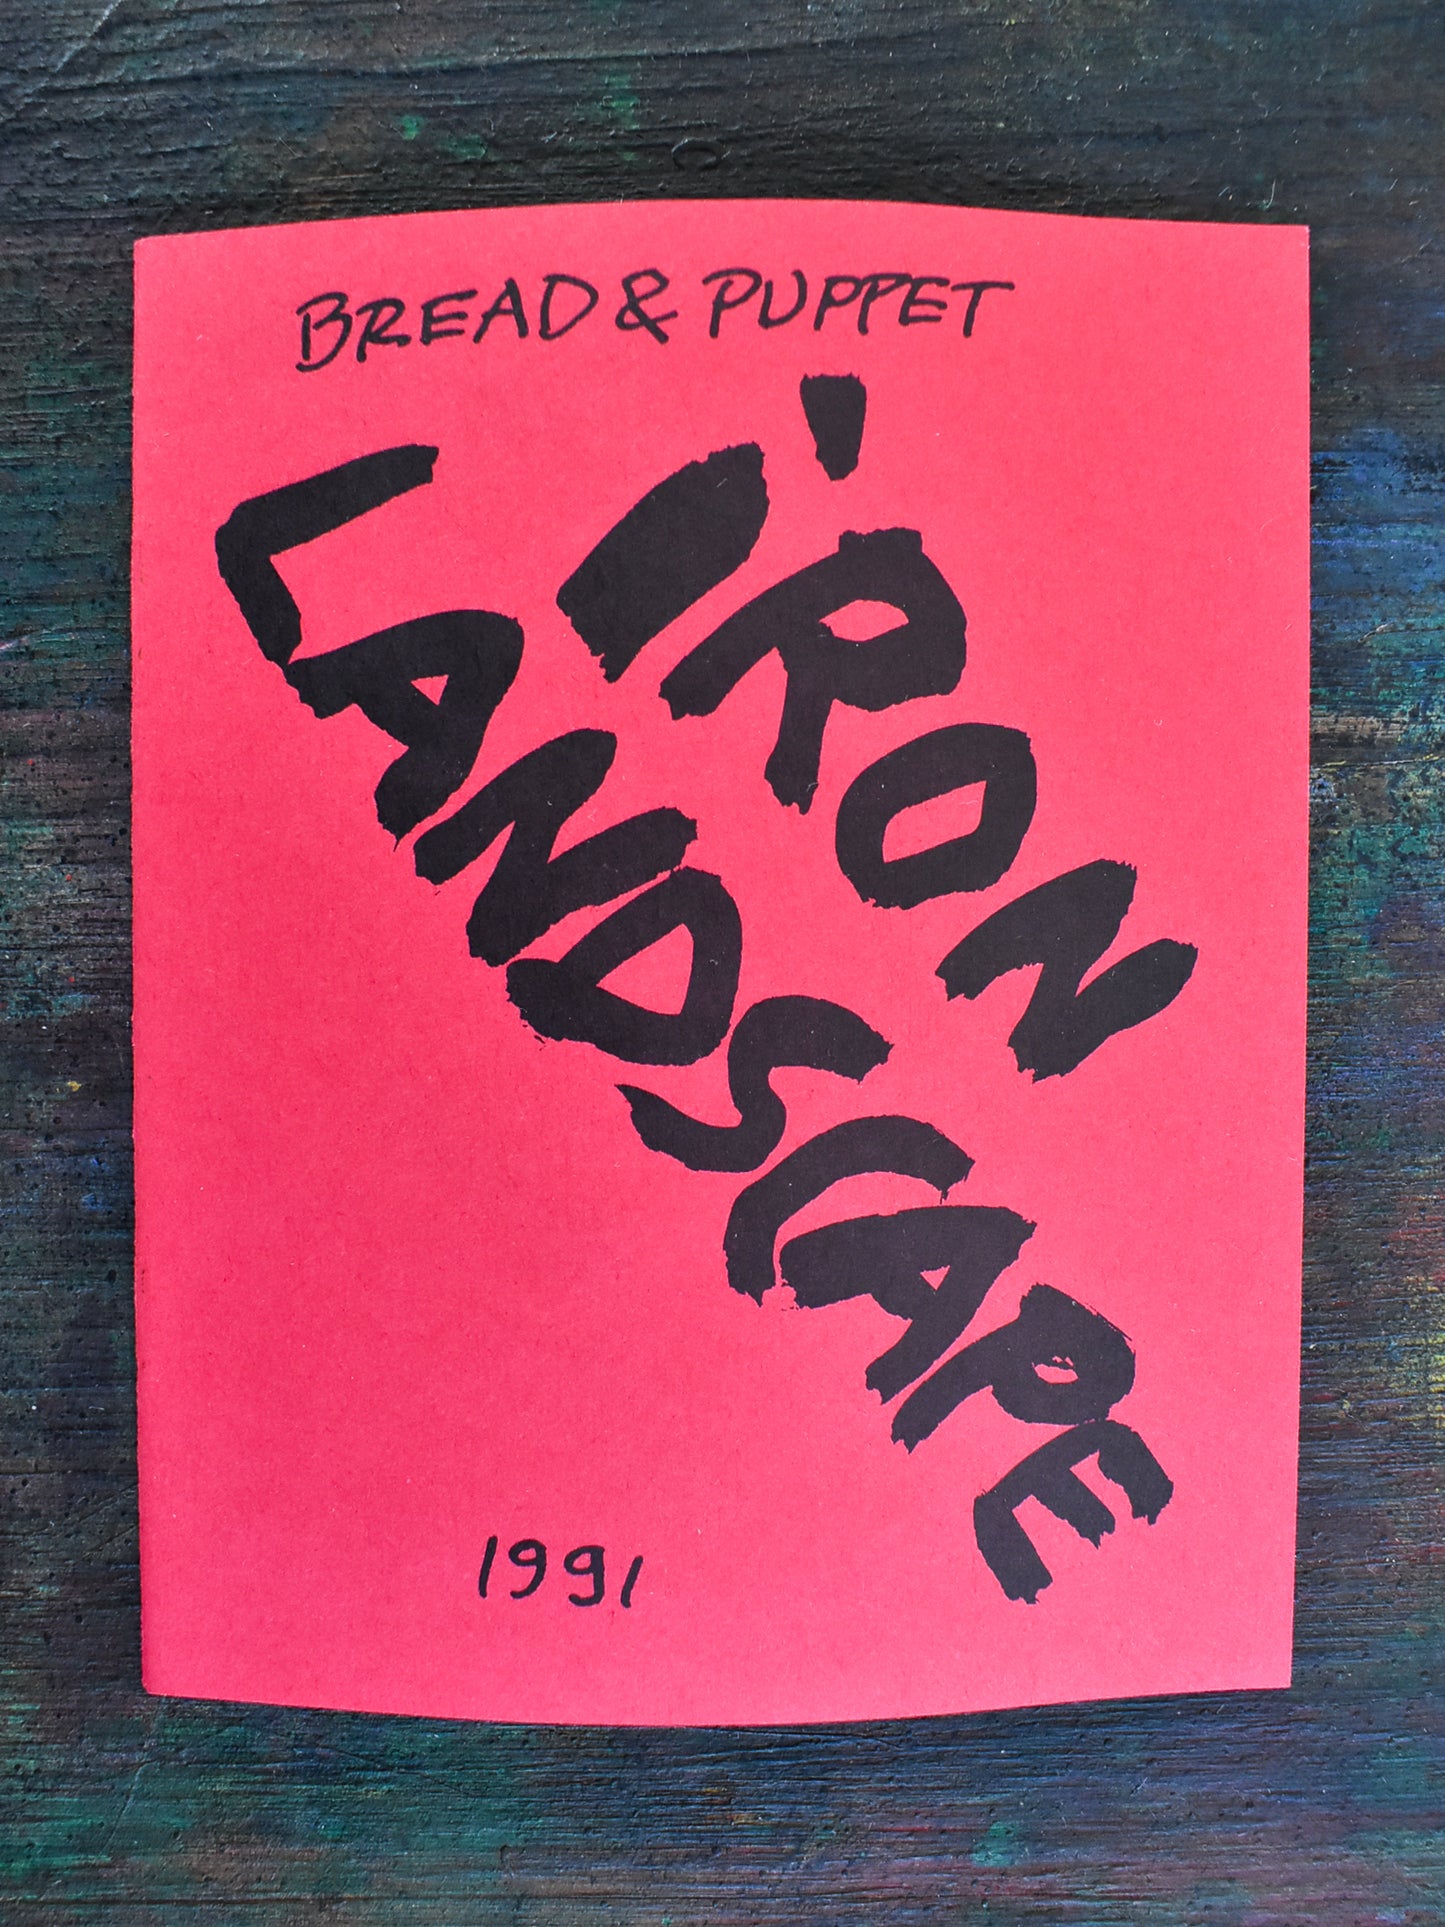 BREAD & PUPPET
IRON
LANDSCAPE
1991